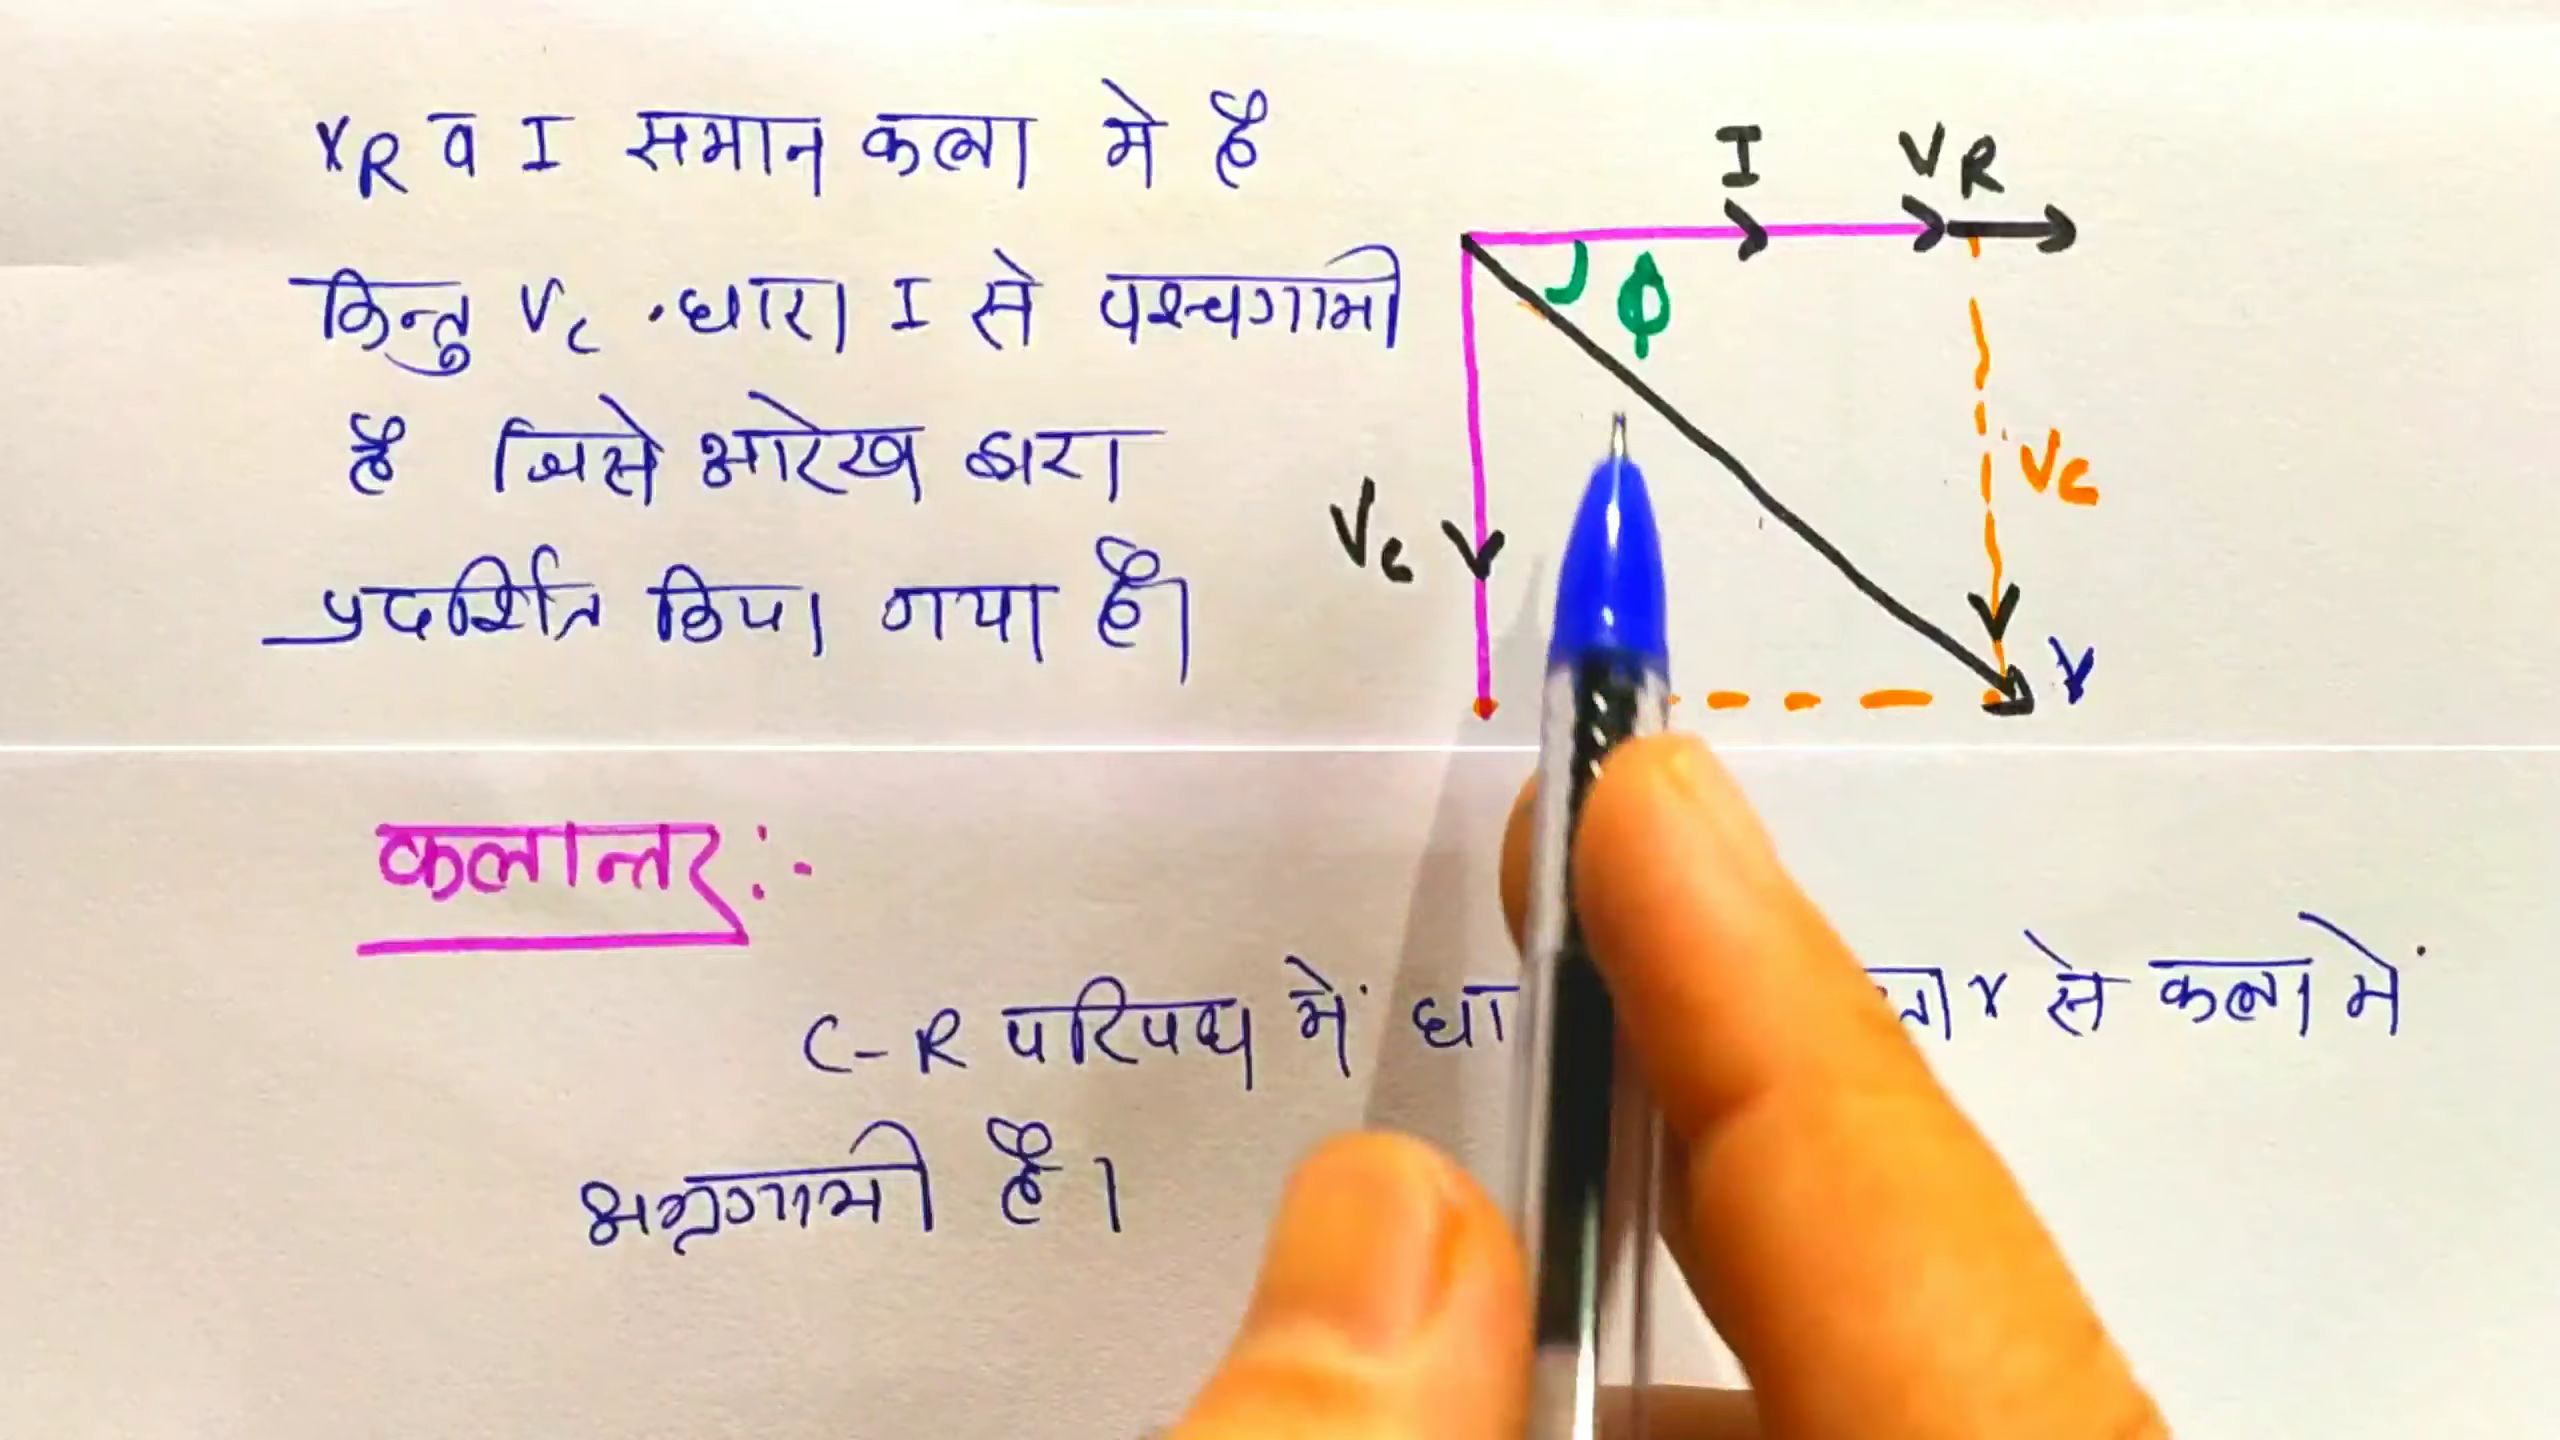 VR व I समान कला मे है
किन्तु Vc धारा I से पश्चगामी
है जिसे आरेख द्वारा
प्रदर्शित किया गया है।
I VR
Φ
Vc
Vc
V
कलान्तर :-
C-R परिपथ में V से कला में
अग्रगामी है।